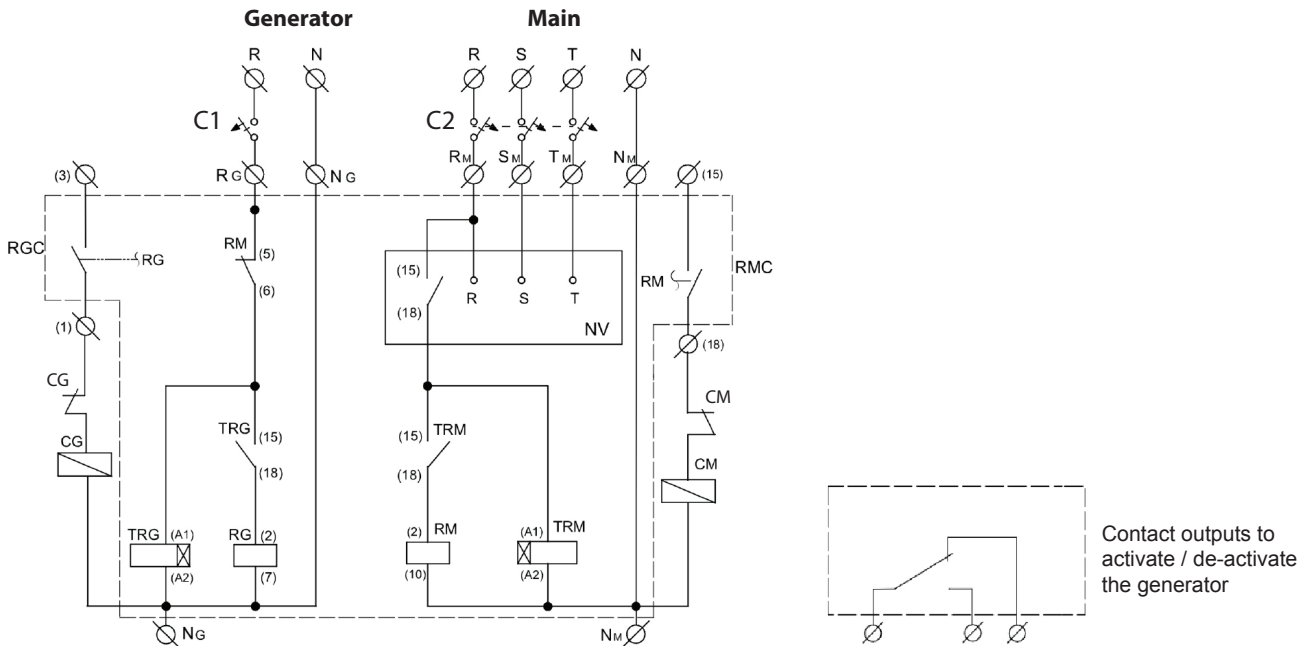 Generator Main
R N R S T N
C1 C2
RM SM TM NM
(3) RG NG (15)
RGC RG RM (5) RM RMC
(6)
(15)
R S T
(18)
NV
(1) (18)
CG CM
TRG (15) (15) TRM
CG (18) (18) CM
TRG (A1) RG (2) (2) RM (A1) TRM
(A2) (7) (10) (A2)
NG NM
Contact outputs to
activate / de-activate
the generator